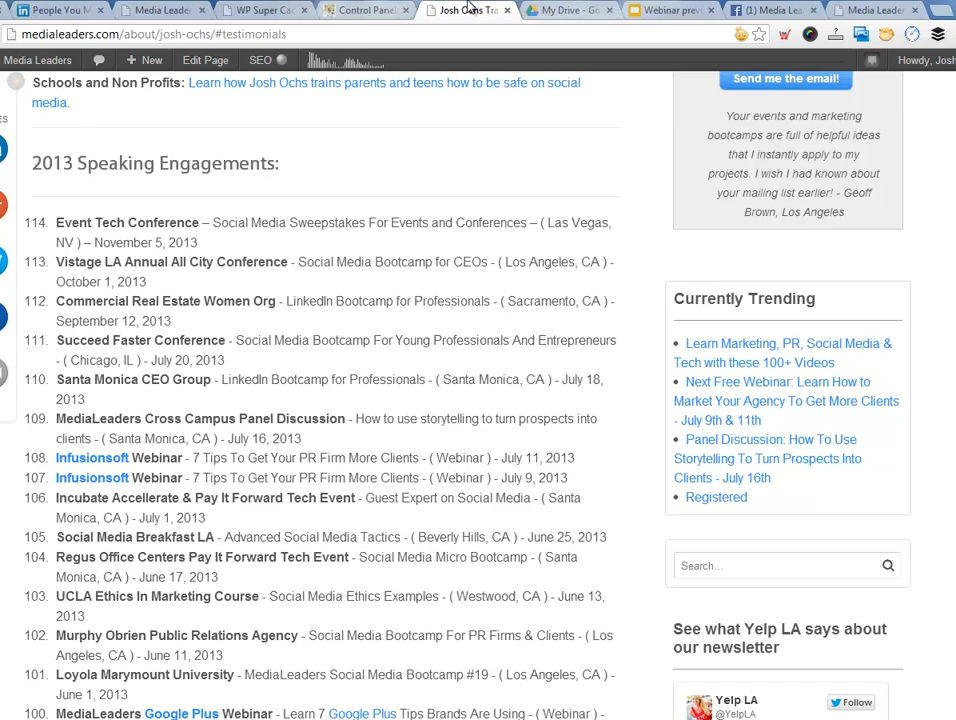 People You M
Media Leader
WP Super Ca
Control Panel
Josh Ochs Tra
My Drive - Go
Webinar prev
(1) Media Lea
Media Leader
medialeaders.com/about/josh-ochs/#testimonials
Media Leaders New Edit Page SEO Howdy, Josh
Schools and Non Profits: Learn how Josh Ochs trains parents and teens how to be safe on social
media.
2013 Speaking Engagements:
114. Event Tech Conference – Social Media Sweepstakes For Events and Conferences – ( Las Vegas,
NV ) – November 5, 2013
113. Vistage LA Annual All City Conference - Social Media Bootcamp for CEOs - ( Los Angeles, CA ) -
October 1, 2013
112. Commercial Real Estate Women Org - LinkedIn Bootcamp for Professionals - ( Sacramento, CA ) -
September 12, 2013
111. Succeed Faster Conference - Social Media Bootcamp For Young Professionals And Entrepreneurs
- ( Chicago, IL ) - July 20, 2013
110. Santa Monica CEO Group - LinkedIn Bootcamp for Professionals - ( Santa Monica, CA ) - July 18,
2013
109. MediaLeaders Cross Campus Panel Discussion - How to use storytelling to turn prospects into
clients - ( Santa Monica, CA ) - July 16, 2013
108. Infusionsoft Webinar - 7 Tips To Get Your PR Firm More Clients - ( Webinar ) - July 11, 2013
107. Infusionsoft Webinar - 7 Tips To Get Your PR Firm More Clients - ( Webinar ) - July 9, 2013
106. Incubate Accellerate & Pay It Forward Tech Event - Guest Expert on Social Media - ( Santa
Monica, CA ) - July 1, 2013
105. Social Media Breakfast LA - Advanced Social Media Tactics - ( Beverly Hills, CA - June 25, 2013
104. Regus Office Centers Pay It Forward Tech Event - Social Media Micro Bootcamp - ( Santa
Monica, CA ) - June 17, 2013
103. UCLA Ethics In Marketing Course - Social Media Ethics Examples - ( Westwood, CA ) - June 13,
2013
102. Murphy Obrien Public Relations Agency - Social Media Bootcamp For PR Firms & Clients - ( Los
Angeles, CA ) - June 11, 2013
101. Loyola Marymount University - MediaLeaders Social Media Bootcamp #19 - ( Los Angeles, CA ) -
June 1, 2013
100. MediaLeaders Google Plus Webinar - Learn 7 Google Plus Tips Brands Are Using - ( Webinar ) -
Send me the email!
Your events and marketing
bootcamps are full of helpful ideas
that I instantly apply to my
projects. I wish I had known about
your mailing list earlier! - Geoff
Brown, Los Angeles
Currently Trending
Learn Marketing, PR, Social Media &
Tech with these 100+ Videos
Next Free Webinar: Learn How to
Market Your Agency To Get More Clients
- July 9th & 11th
Panel Discussion: How To Use
Storytelling To Turn Prospects Into
Clients - July 16th
Registered
Search...
See what Yelp LA says about
our newsletter
Yelp LA
@YelpLA
Follow